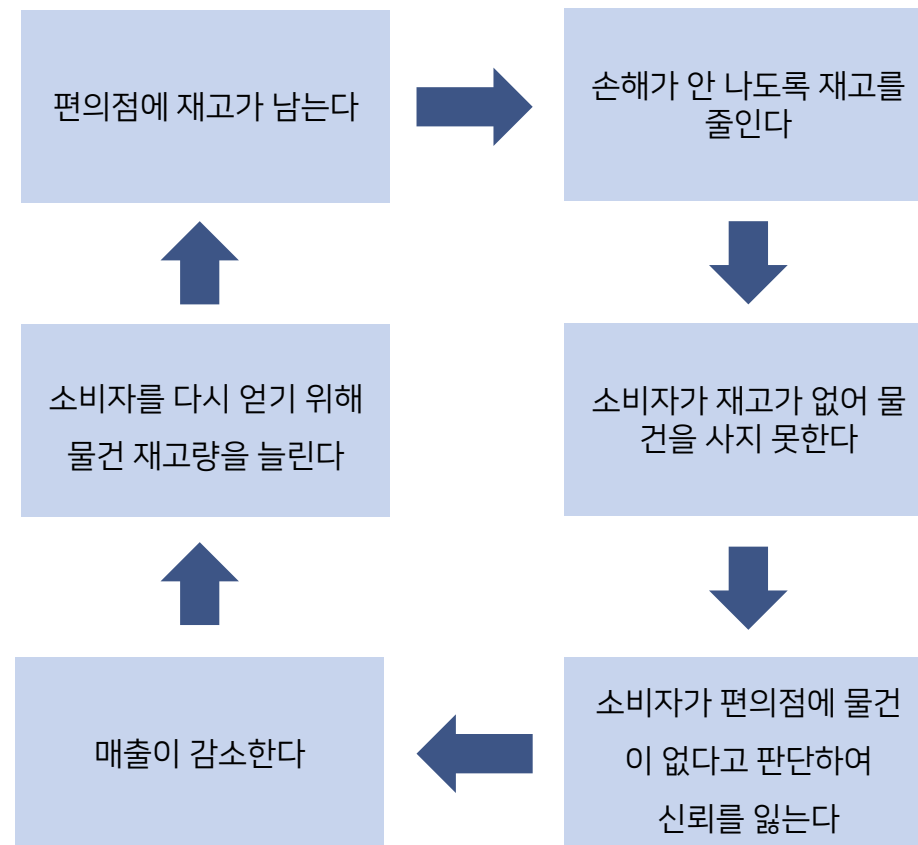 편의점에 재고가 남는다
손해가 안 나도록 재고를
줄인다
소비자가 재고가 없어 물
건을 사지 못한다
소비자가 편의점에 물건
이 없다고 판단하여
신뢰를 잃는다
매출이 감소한다
소비자를 다시 얻기 위해
물건 재고량을 늘린다